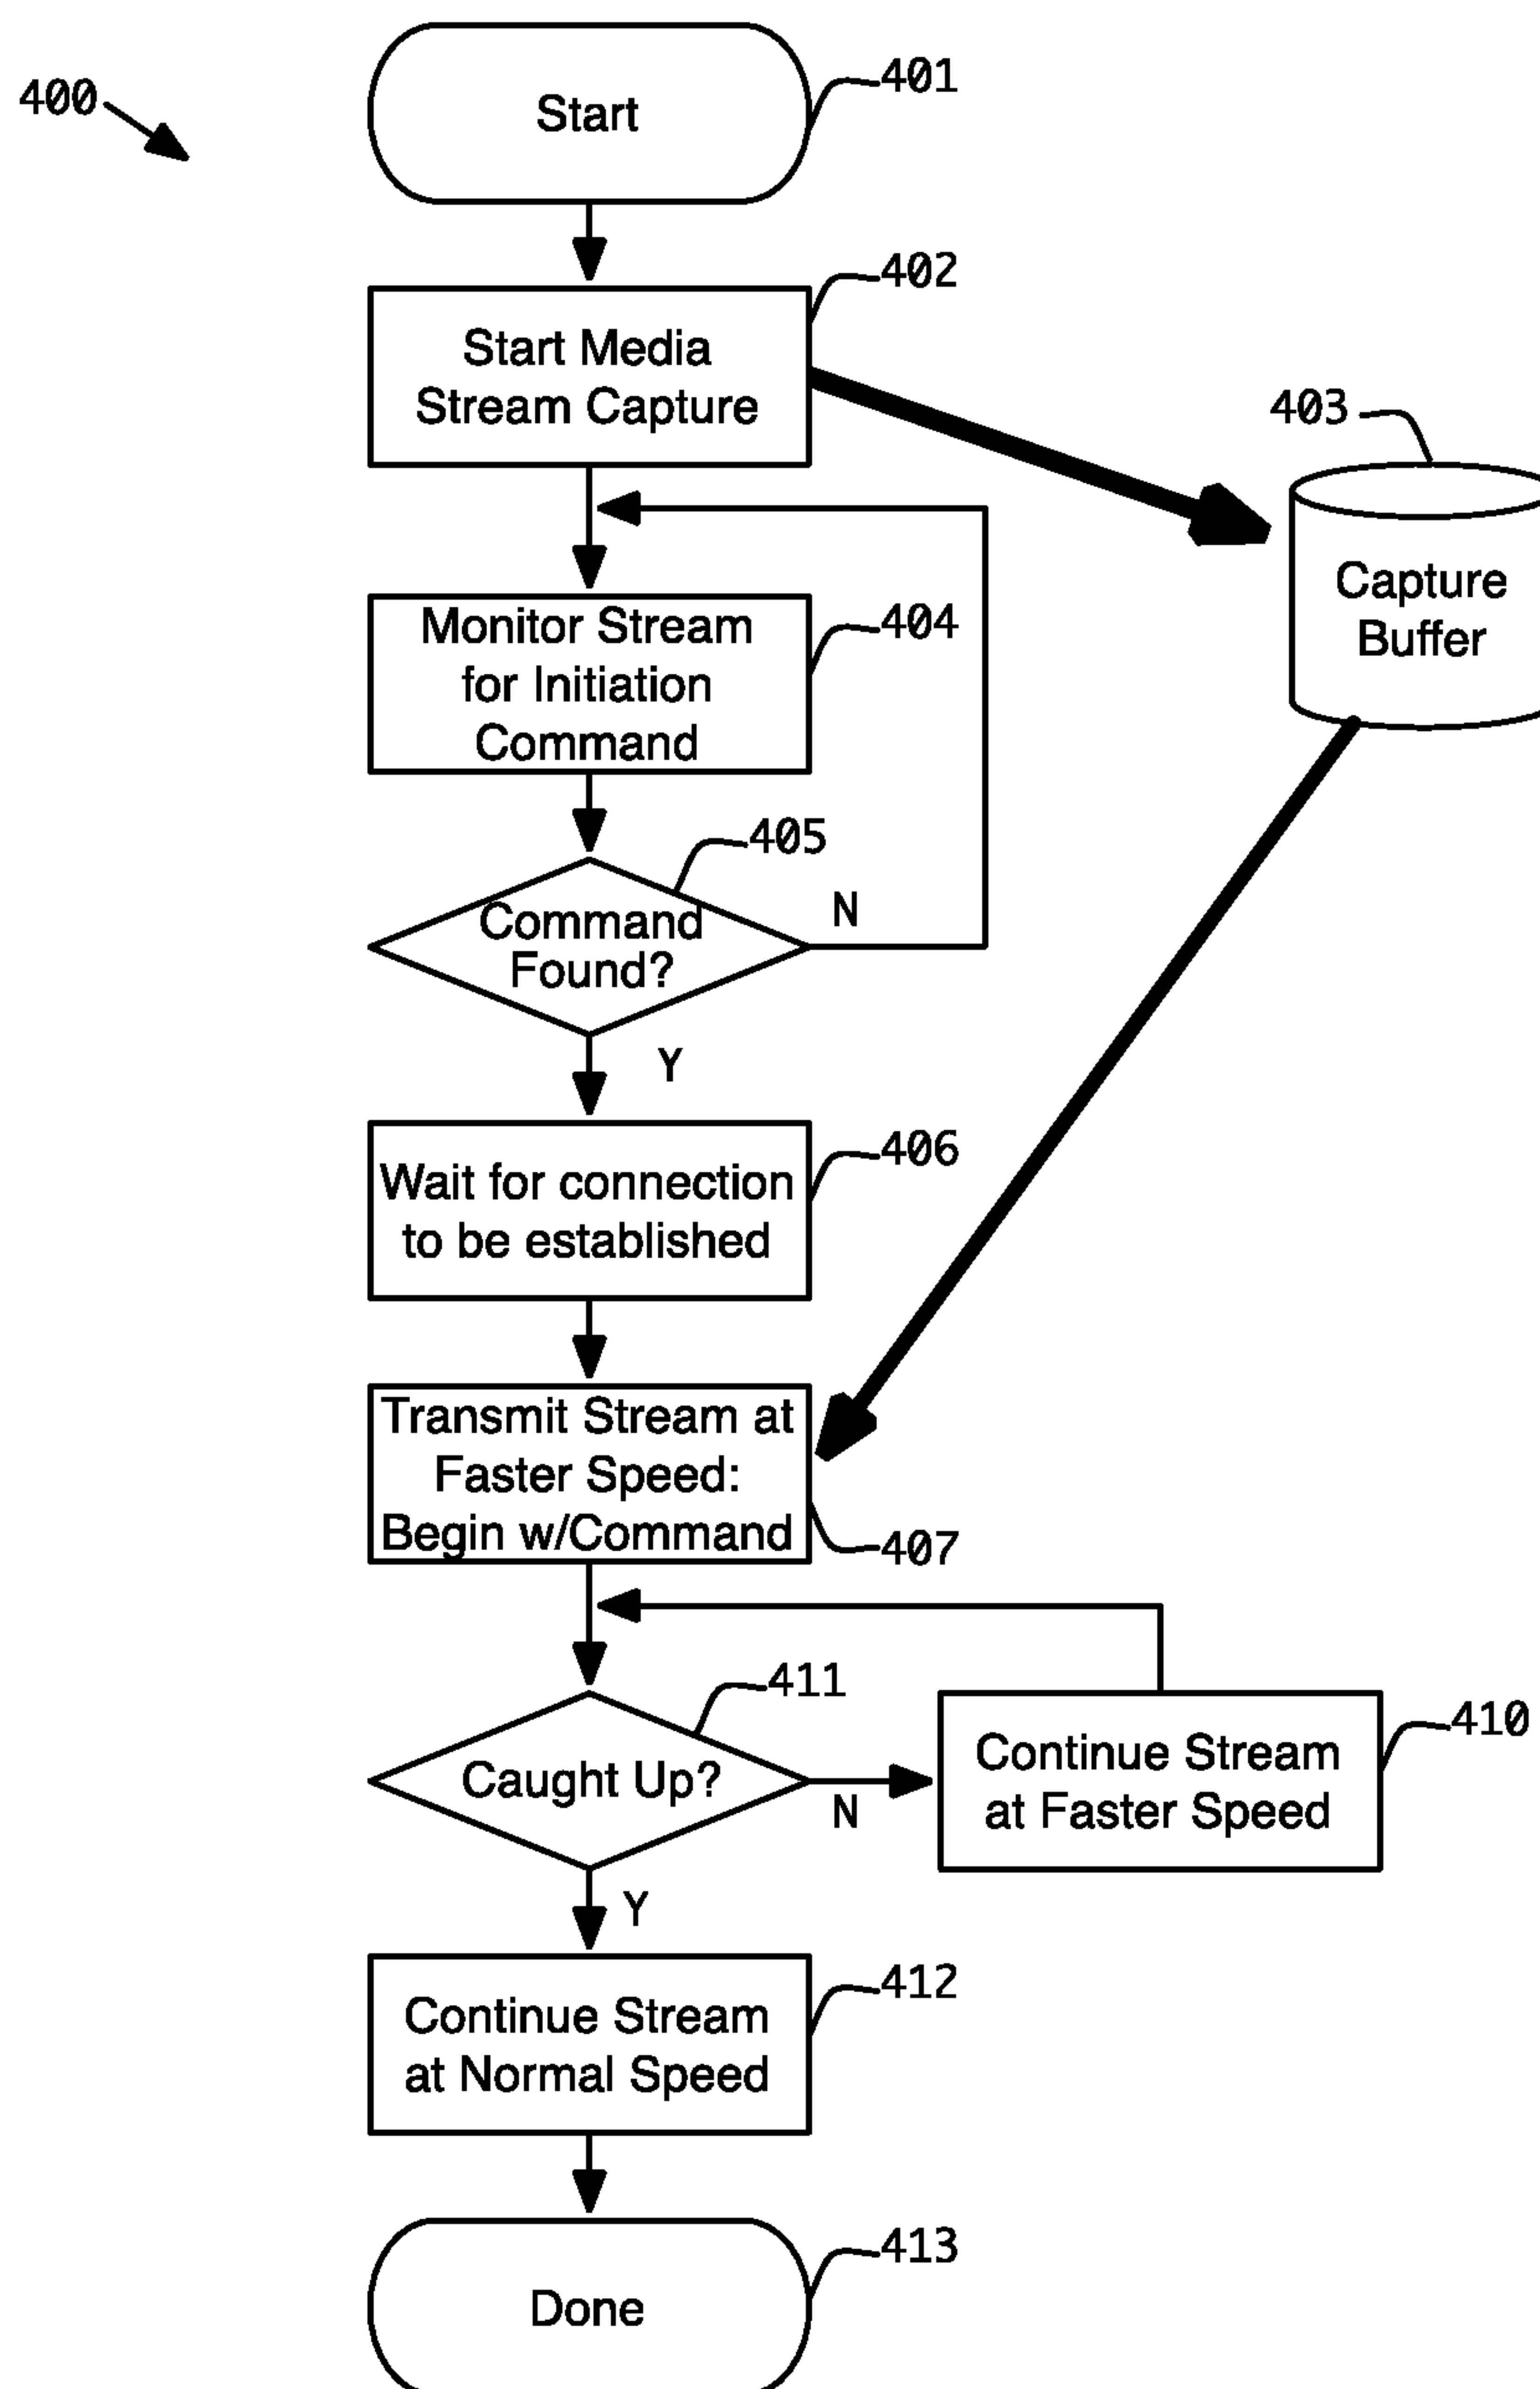 400
Start
401
Start Media
Stream Capture
402
403
Capture
Buffer
Monitor Stream
for Initiation
Command
404
405
Command
Found?
N
Y
Wait for connection
to be established
406
Transmit Stream at
Faster Speed:
Begin w/Command
407
411
Caught Up?
N
Continue Stream
at Faster Speed
410
Y
Continue Stream
at Normal Speed
412
Done
413